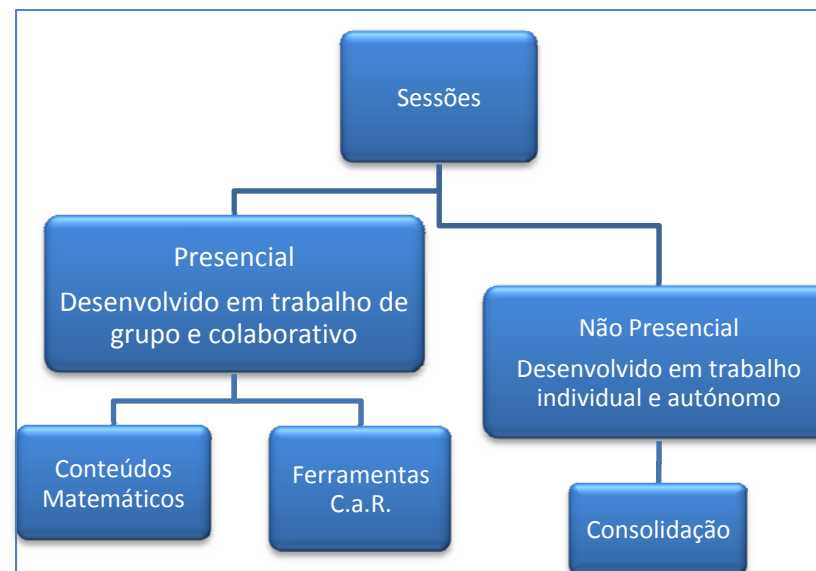 Sessões
Presencial
Desenvolvido em trabalho de
grupo e colaborativo
Não Presencial
Desenvolvido em trabalho
individual e autónomo
Conteúdos
Matemáticos
Ferramentas
C.a.R.
Consolidação